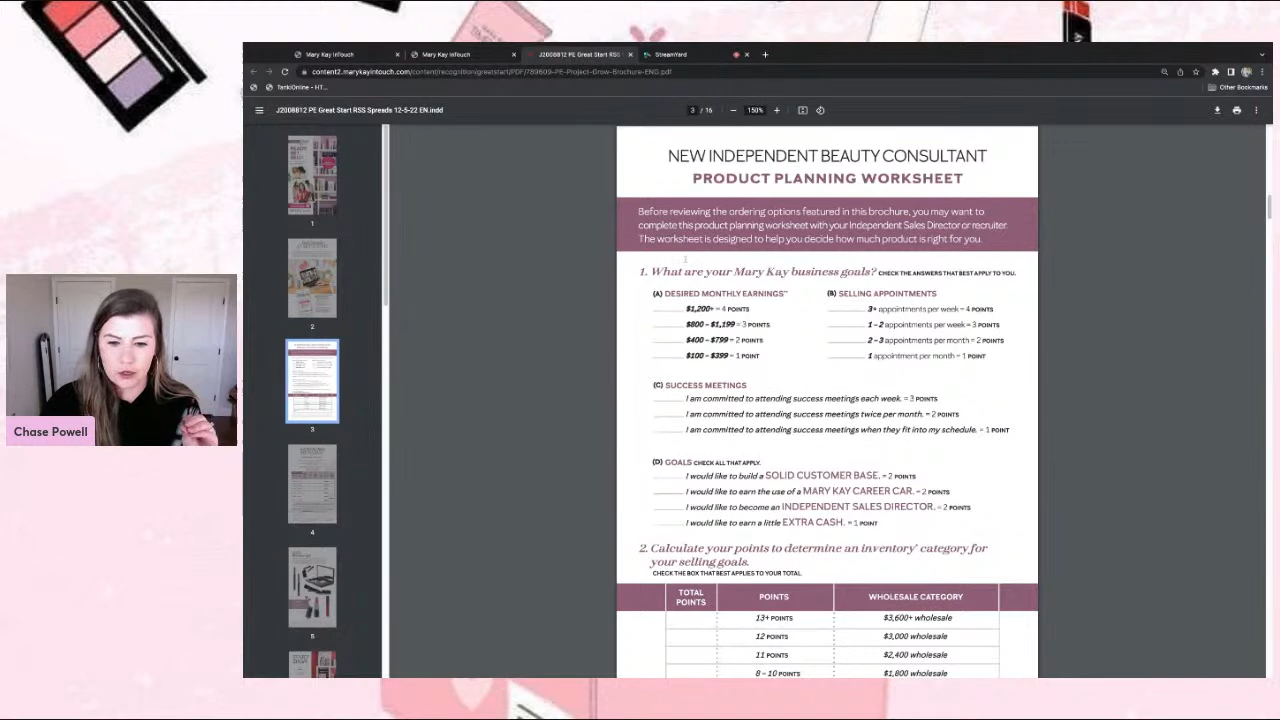 Mary Kay InTouch
Mary Kay InTouch
J2008812 PE Great Start RSS
StreamYard
content2.marykayintouch.com/content/recognition/greatstart/PDF/789609-PE-Project-Grow-Brochure-ENG.pdf
TankiOnline – HT...
Other Bookmarks
J2008812 PE Great Start RSS Spreads 12-5-22 EN.indd
3 / 16
150%
1
2
3
4
5
Chase Powell
NEW INDEPENDENT BEAUTY CONSULTANT
PRODUCT PLANNING WORKSHEET
Before reviewing the ordering options featured in this brochure, you may want to
complete this product planning worksheet with your Independent Sales Director or recruiter.
The worksheet is designed to help you decide how much product is right for you.
1. What are your Mary Kay business goals? CHECK THE ANSWERS THAT BEST APPLY TO YOU.
(A) DESIRED MONTHLY EARNINGS**
$1,200+ = 4 POINTS
$800 – $1,199 = 3 POINTS
$400 – $799 = 2 POINTS
$100 – $399 = 1 POINT
(B) SELLING APPOINTMENTS
3+ appointments per week = 4 POINTS
1 – 2 appointments per week = 3 POINTS
2 – 3 appointments per month = 2 POINTS
1 appointment per month = 1 POINT
(C) SUCCESS MEETINGS
I am committed to attending success meetings each week. = 3 POINTS
I am committed to attending success meetings twice per month. = 2 POINTS
I am committed to attending success meetings when they fit into my schedule. = 1 POINT
(D) GOALS CHECK ALL THAT APPLY.
I would like to build a SOLID CUSTOMER BASE. = 2 POINTS
I would like to earn the use of a MARY KAY CAREER CAR. = 2 POINTS
I would like to become an INDEPENDENT SALES DIRECTOR. = 2 POINTS
I would like to earn a little EXTRA CASH. = 1 POINT
2. Calculate your points to determine an inventory* category for
your selling goals.
CHECK THE BOX THAT BEST APPLIES TO YOUR TOTAL.
TOTAL
POINTS
POINTS
WHOLESALE CATEGORY
13+ POINTS
$3,600+ wholesale
12 POINTS
$3,000 wholesale
11 POINTS
$2,400 wholesale
8 – 10 POINTS
$1,800 wholesale